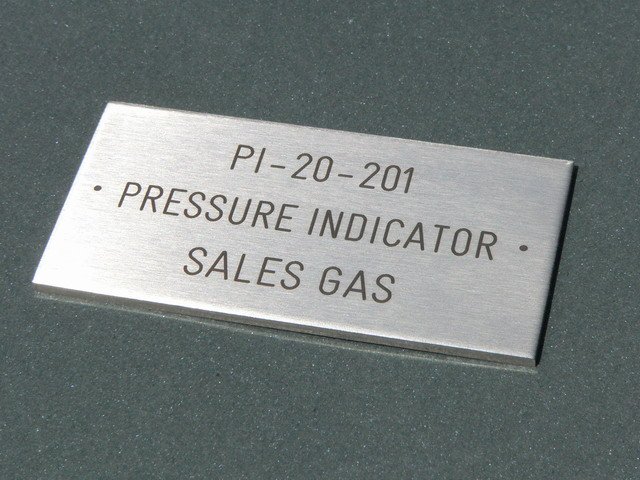 PI-20-201
• PRESSURE INDICATOR •
SALES GAS